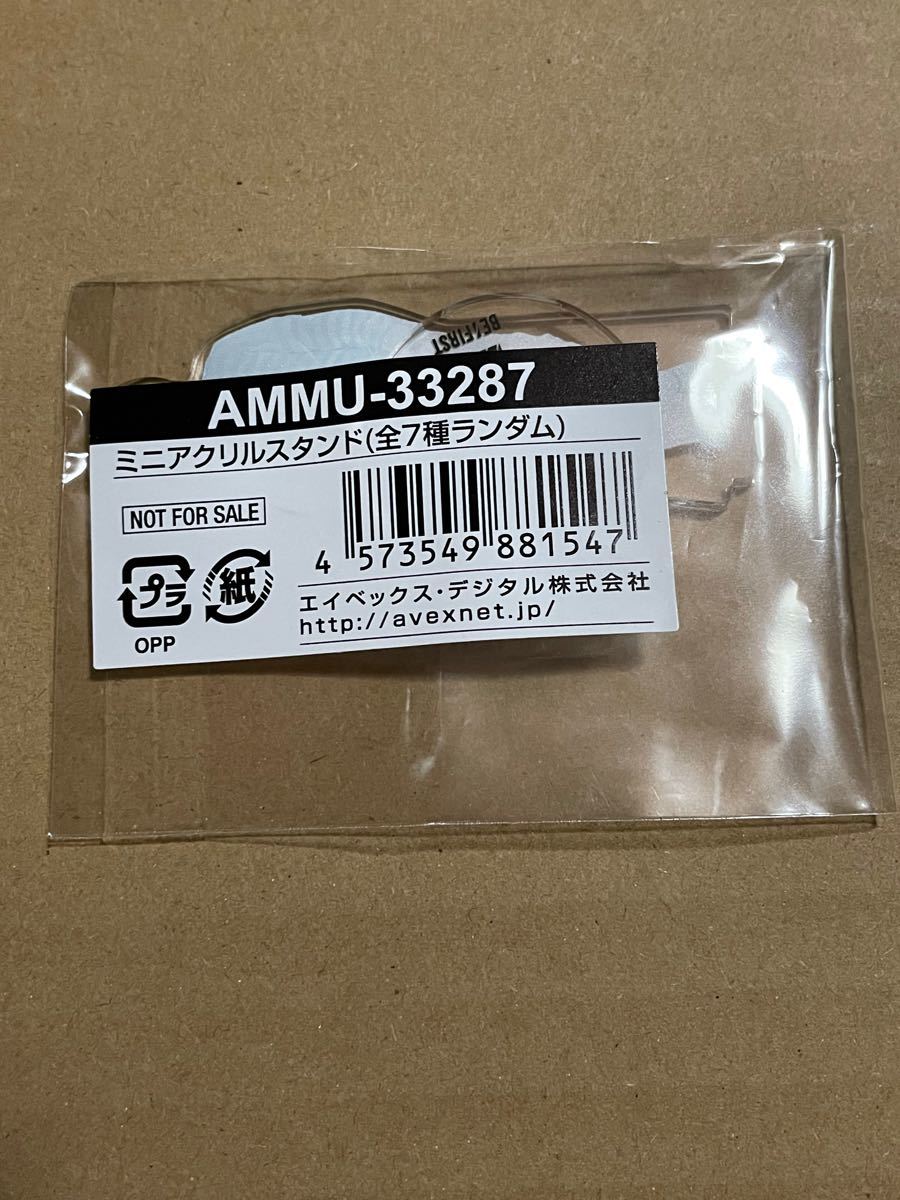 BE:FIRST
AMMU-33287
ミニアクリルスタンド(全7種ランダム)
NOT FOR SALE
4 573549 881547
プラ
紙
OPP
エイベックス・デジタル株式会社
http://avexnet.jp/